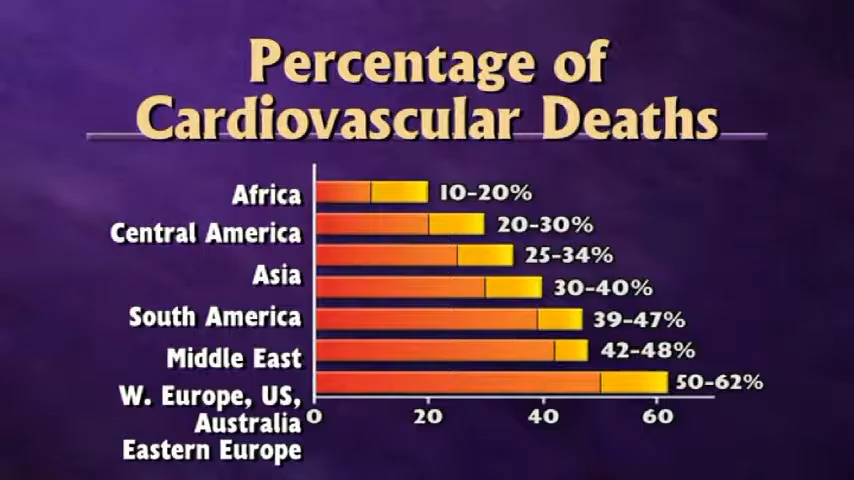 Percentage of
Cardiovascular Deaths
Africa 10-20%
Central America 20-30%
25-34%
Asia
30-40%
South America 39-47%
Middle East 42-48%
50-62%
W. Europe, US,
Australia
0 20 40 60
Eastern Europe